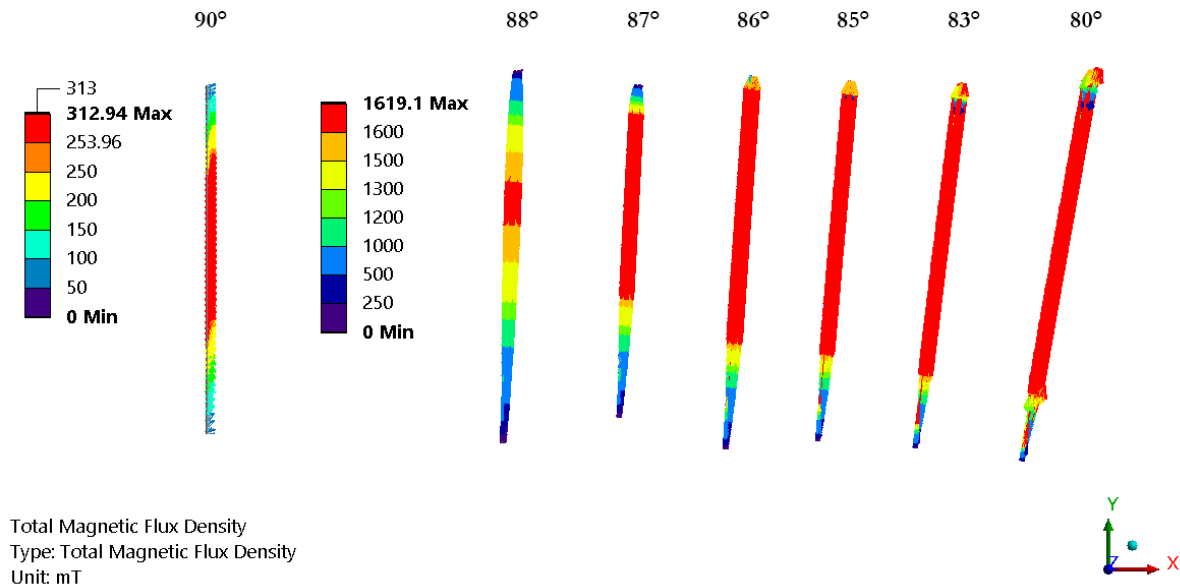 90° 88° 87° 86° 85° 83° 80°
313
312.94 Max
253.96
250
200
150
100
50
0 Min
1619.1 Max
1600
1500
1300
1200
1000
500
250
0 Min
Total Magnetic Flux Density
Type: Total Magnetic Flux Density
Unit: mT
Y
Z
X